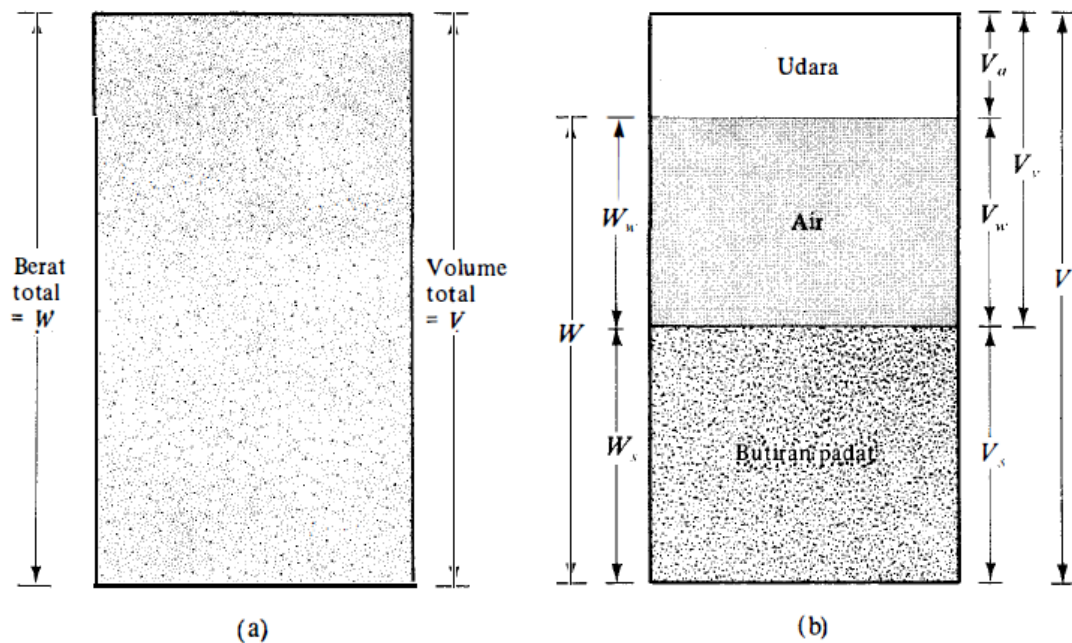 Berat
total
= W
Volume
total
= V
(a)
Udara
Air
Butiran padat
W
W_w
W_s
V_a
V_w
V_v
V_s
V
(b)